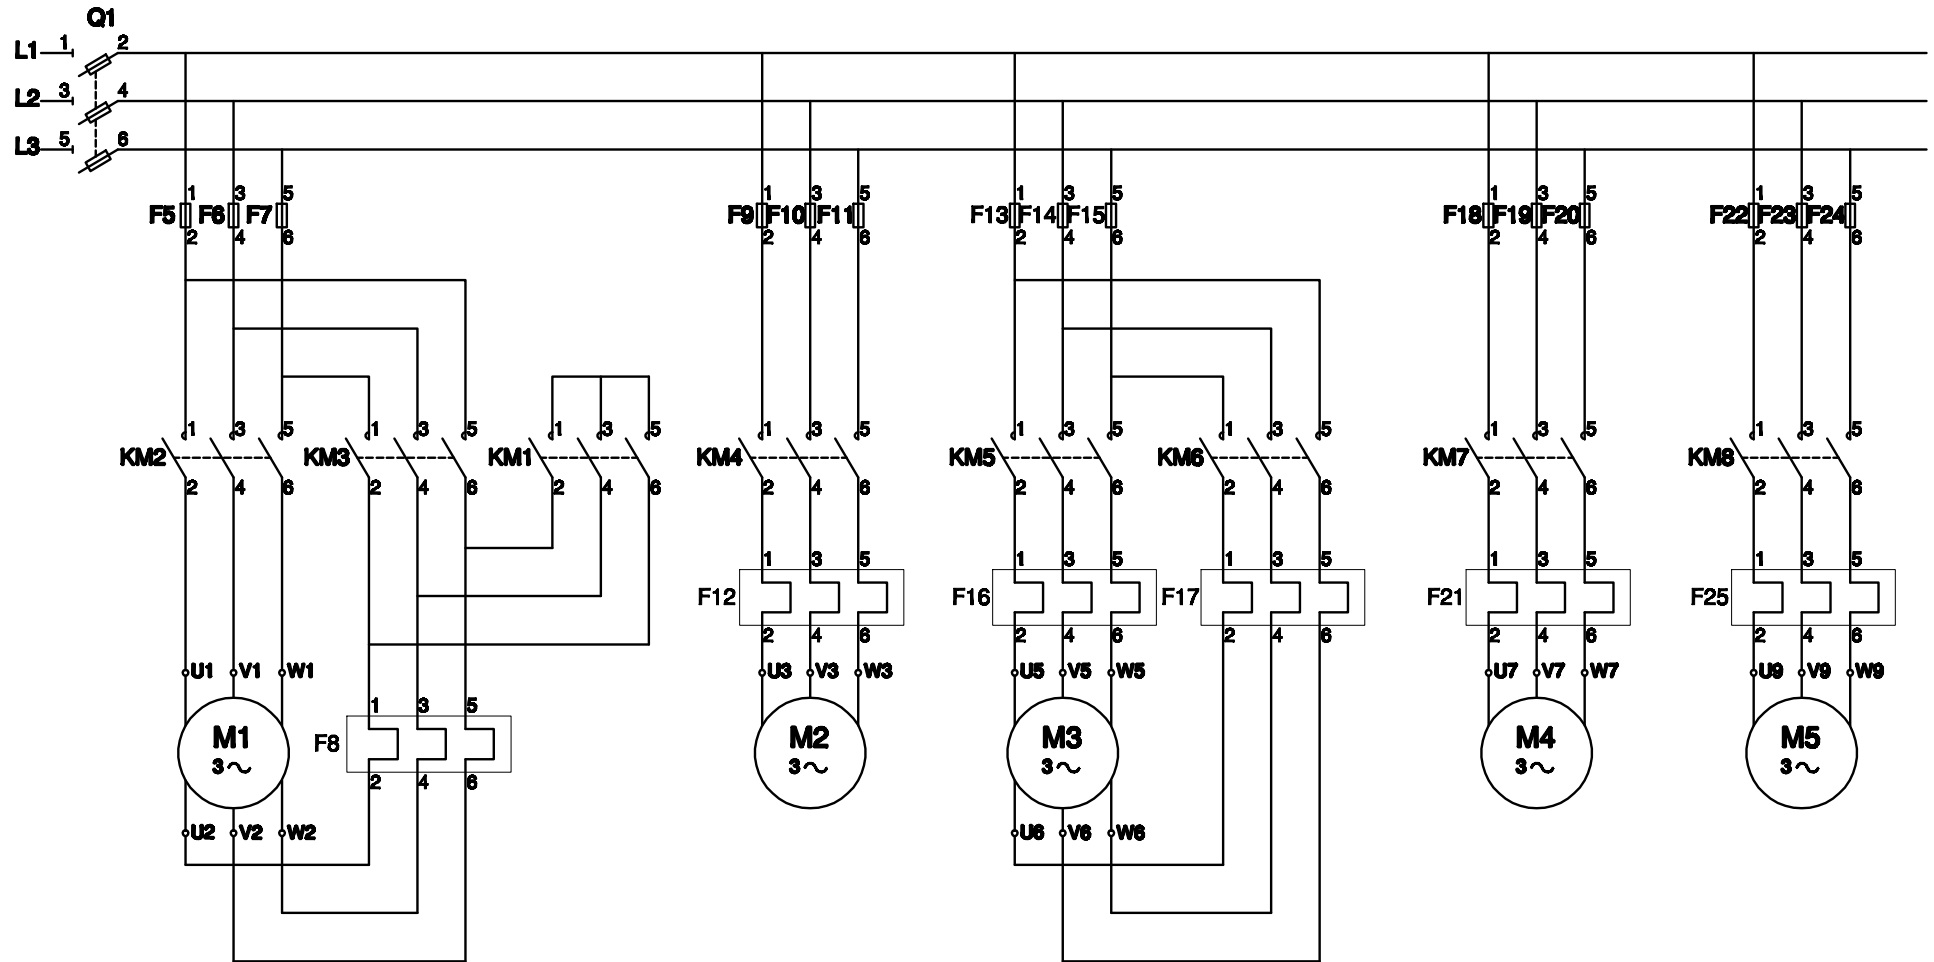 Q1
L1 1 2
L2 3 4
L3 5 6
1 3 5 1 3 5 1 3 5 1 3 5 1 3 5
F5 F6 F7 F9 F10 F11 F13 F14 F15 F18 F19 F20 F22 F23 F24
2 4 6 2 4 6 2 4 6 2 4 6 2 4 6
1 3 5 1 3 5 1 3 5 1 3 5 1 3 5 1 3 5 1 3 5 1 3 5
KM2 KM3 KM1 KM4 KM5 KM6 KM7 KM8
2 4 6 2 4 6 2 4 6 2 4 6 2 4 6 2 4 6 2 4 6 2 4 6
1 3 5 1 3 5 1 3 5 1 3 5 1 3 5
F12 F16 F17 F21 F25
2 4 6 2 4 6 2 4 6 2 4 6 2 4 6
U1 V1 W1 U3 V3 W3 U5 V5 W5 U7 V7 W7 U9 V9 W9
1 3 5
M1 F8 M2 M3 M4 M5
3~ 3~ 3~ 3~ 3~
2 4 6
U2 V2 W2 U6 V6 W6